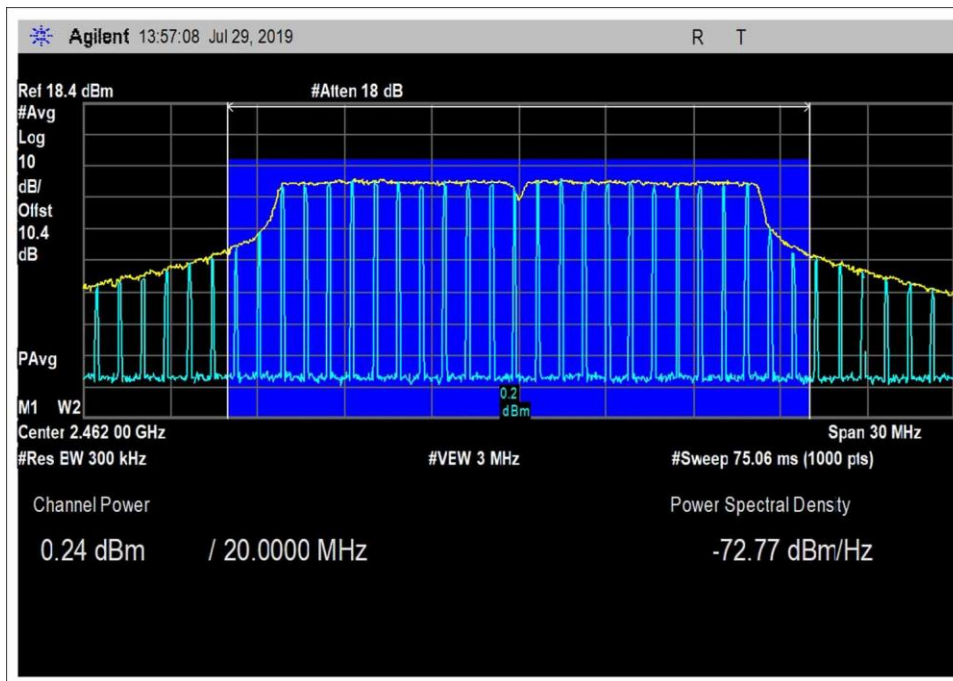 Agilent 13:57:08 Jul 29, 2019 R T
Ref 18.4 dBm #Atten 18 dB
#Avg
Log
10
dB/
Offst
10.4
dB
PAvg
0.2
dBm
M1 W2
Center 2.462 00 GHz Span 30 MHz
#Res BW 300 kHz #VBW 3 MHz #Sweep 75.06 ms (1000 pts)
Channel Power Power Spectral Density
0.24 dBm / 20.0000 MHz -72.77 dBm/Hz